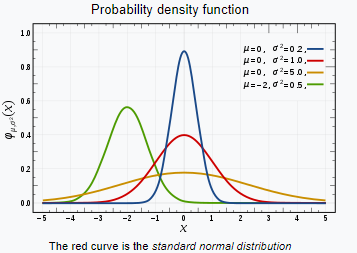 Probability density function
φμ,σ²(X)
1.0
0.8
0.6
0.4
0.2
0.0
μ=0, σ²=0.2,
μ=0, σ²=1.0,
μ=0, σ²=5.0,
μ=−2, σ²=0.5,
−5 −4 −3 −2 −1 0 1 2 3 4 5
X
The red curve is the standard normal distribution